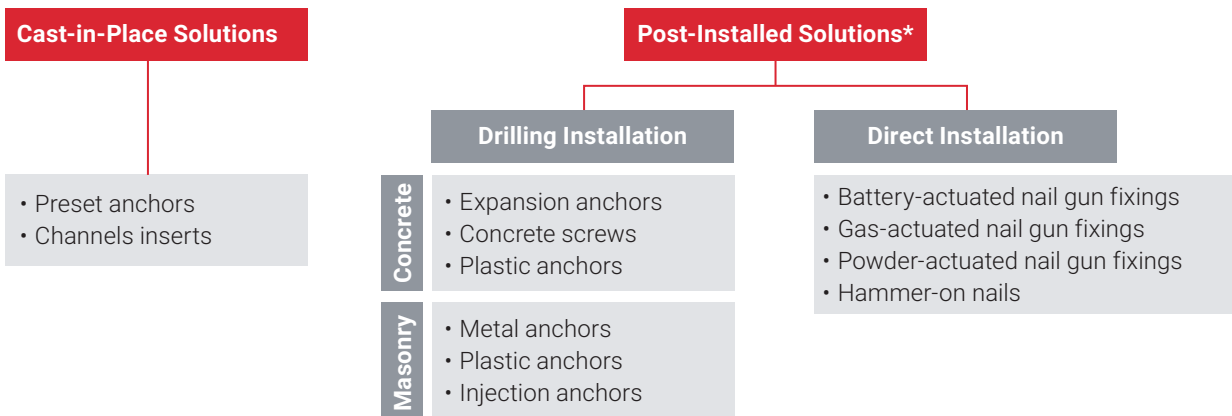 Cast-in-Place Solutions
• Preset anchors
• Channels inserts
Post-Installed Solutions*
Drilling Installation
Concrete
• Expansion anchors
• Concrete screws
• Plastic anchors
Masonry
• Metal anchors
• Plastic anchors
• Injection anchors
Direct Installation
• Battery-actuated nail gun fixings
• Gas-actuated nail gun fixings
• Powder-actuated nail gun fixings
• Hammer-on nails